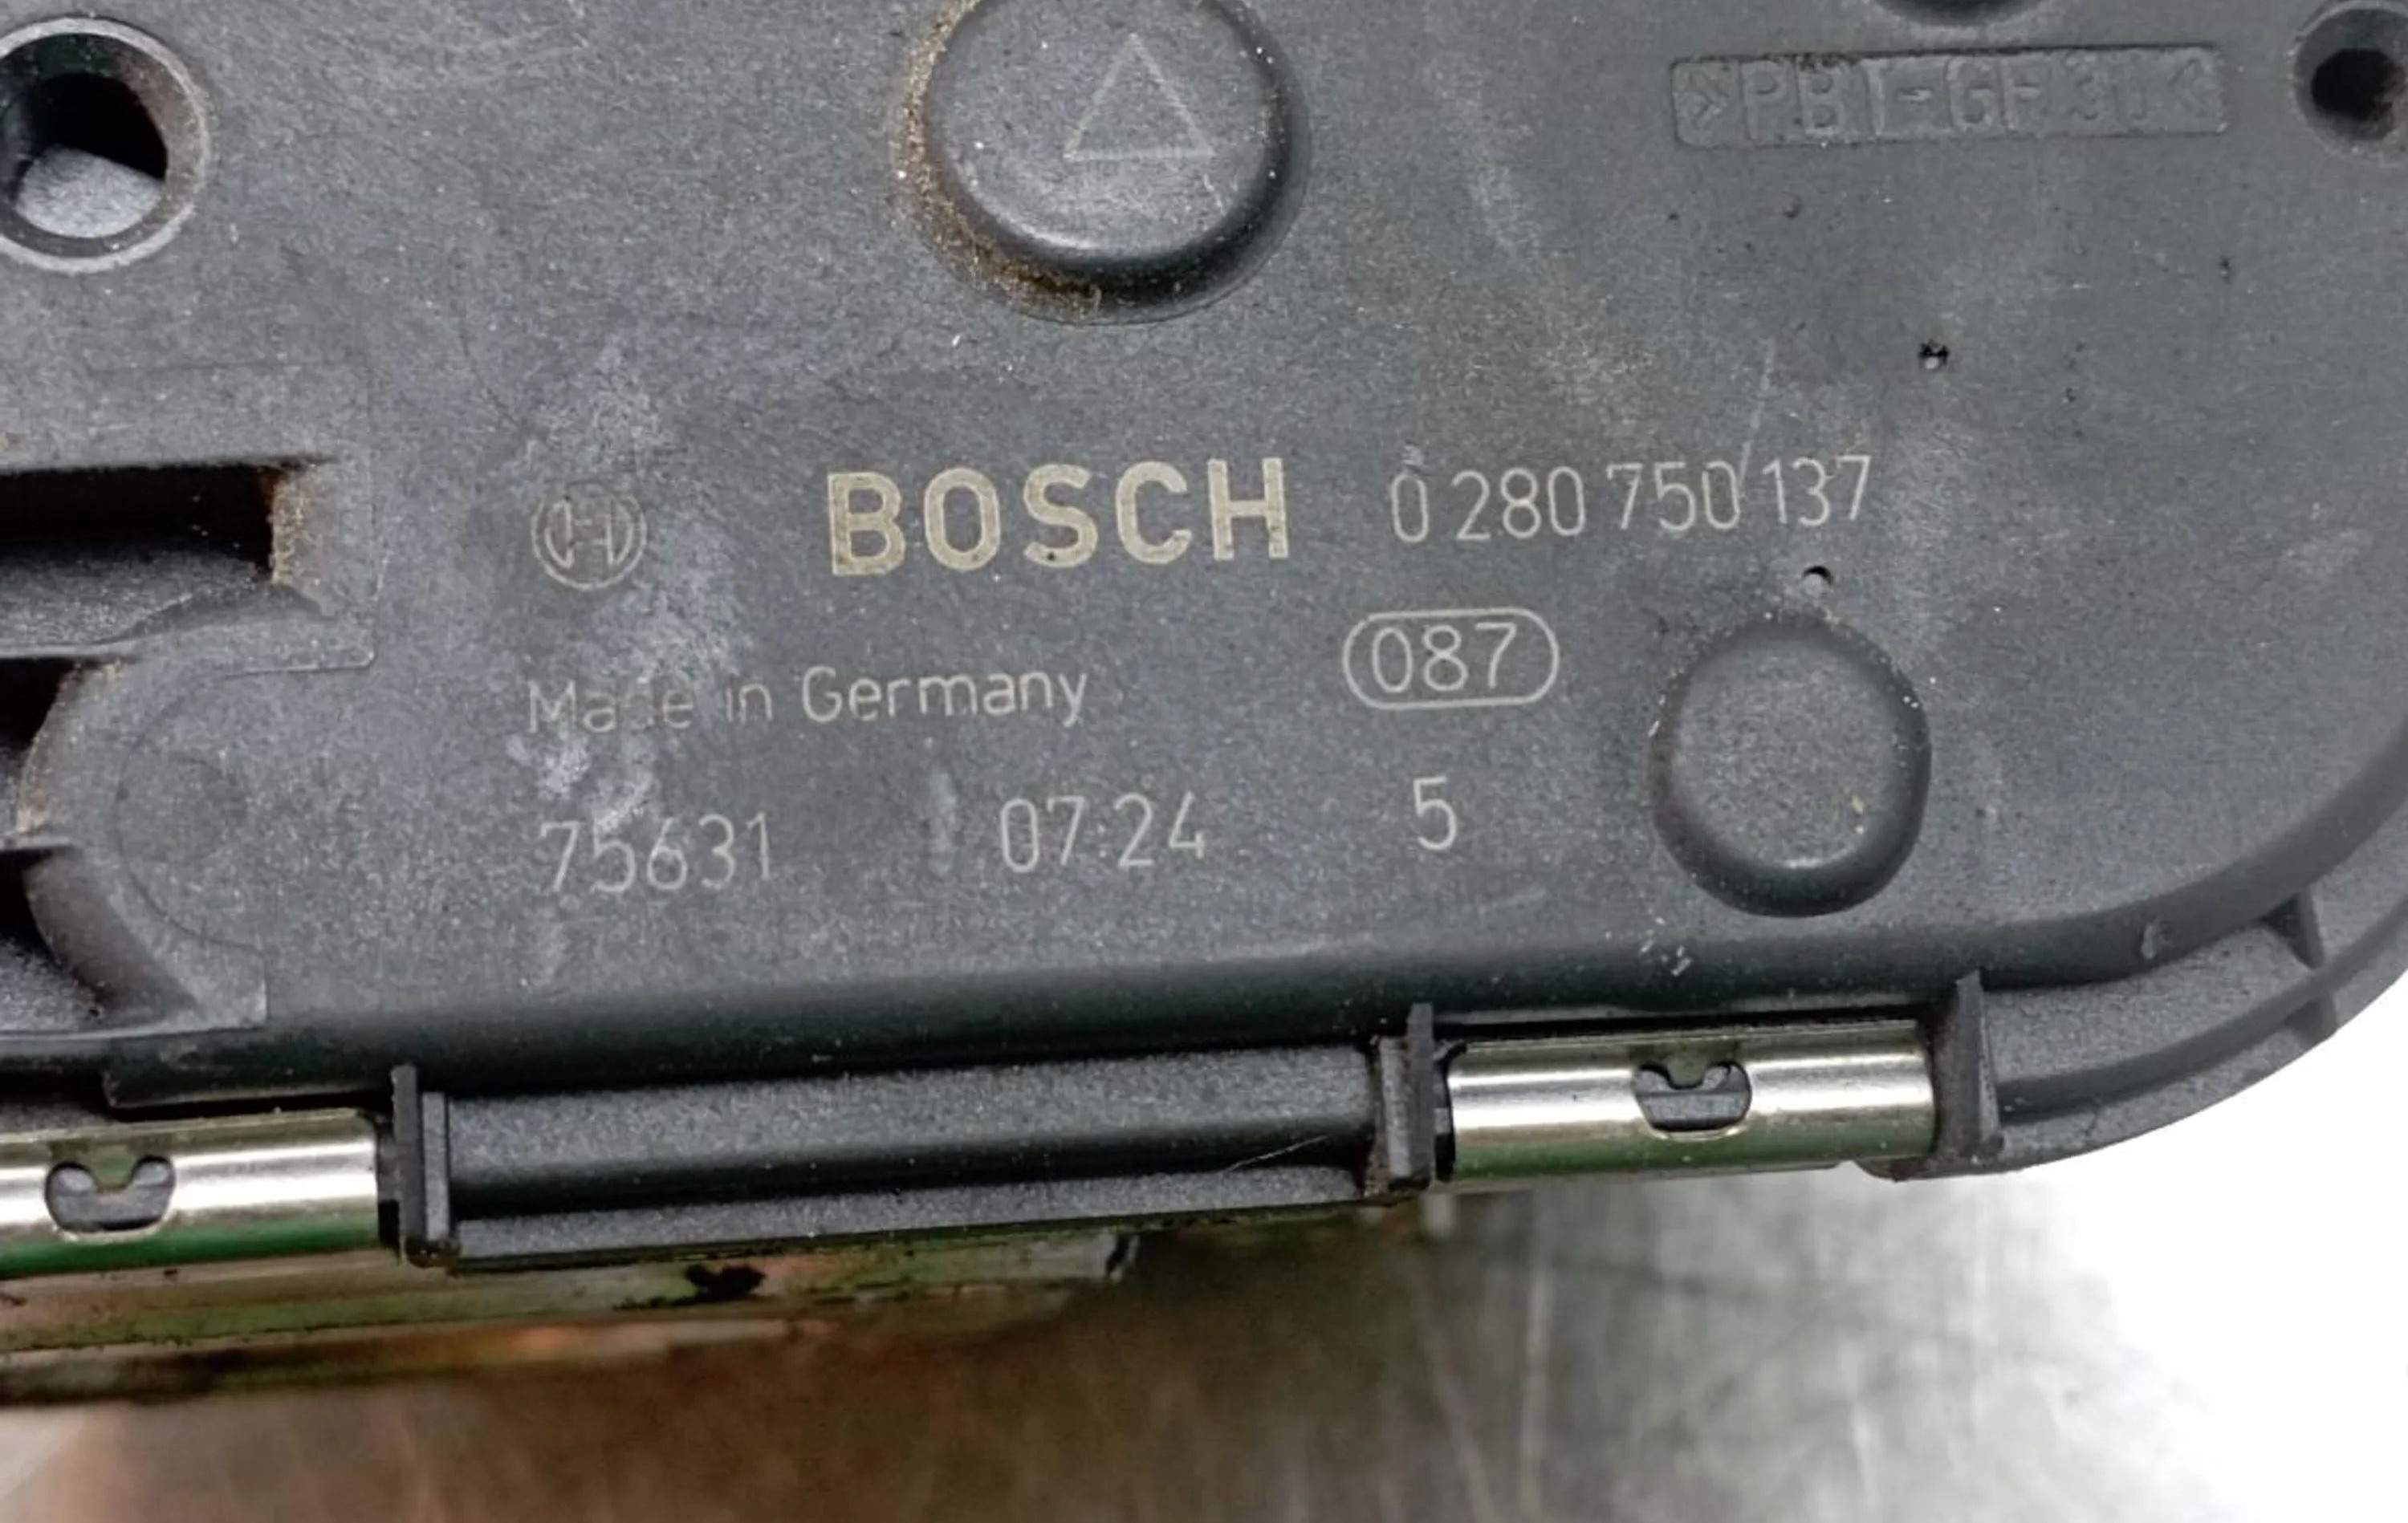 >PBT-GF30<
BOSCH 0 280 750 137
Made in Germany 087
75631 07:24 5